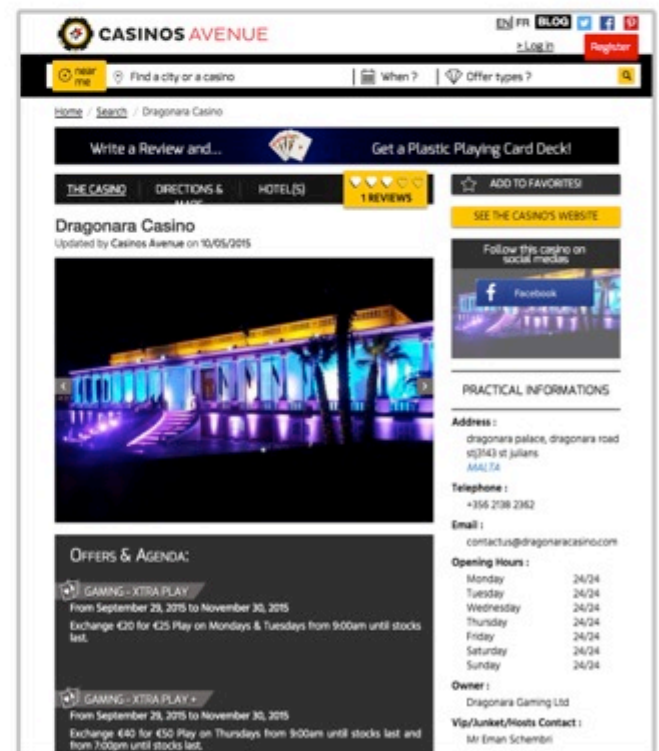 CASINOS AVENUE
EN FR BLOG
> Log in
Register
near me
Find a city or a casino
When ?
Offer types ?
Home / Search / Dragonara Casino
Write a Review and...
Get a Plastic Playing Card Deck!
THE CASINO
DIRECTIONS &
HOTEL(S)
1 REVIEWS
ADD TO FAVORITES!
SEE THE CASINO'S WEBSITE
Dragonara Casino
Updated by Casinos Avenue on 10/05/2015
Follow this casino on
social medias
Facebook
OFFERS & AGENDA:
GAMING - XTRA PLAY
From September 29, 2015 to November 30, 2015
Exchange €20 for €25 Play on Mondays & Tuesdays from 9:00am until stocks
last.
GAMING - XTRA PLAY +
From September 29, 2015 to November 30, 2015
Exchange €40 for €50 Play on Thursdays from 9:00am until stocks last and
from 7:00pm until stocks last.
PRACTICAL INFORMATIONS
Address :
dragonara palace, dragonara road
stj3143 st julians
MALTA
Telephone :
+356 2138 2362
Email :
contactus@dragonaracasino.com
Opening Hours :
Monday 24/24
Tuesday 24/24
Wednesday 24/24
Thursday 24/24
Friday 24/24
Saturday 24/24
Sunday 24/24
Owner :
Dragonara Gaming Ltd
Vip/Junket/Hosts Contact :
Mr Eman Schembri